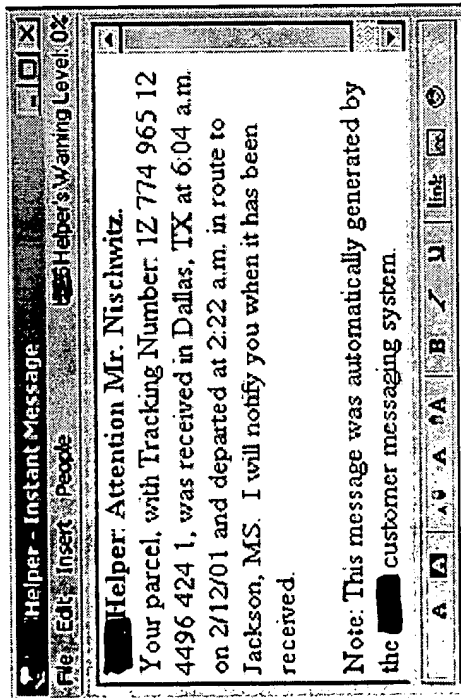 Helper - Instant Message
File Edit Insert People Helper's Warning Level: 0%
Helper: Attention Mr. Nischwitz.
Your parcel, with Tracking Number: 1Z 774 965 12
4496 424 1, was received in Dallas, TX at 6:04 a.m.
on 2/12/01 and departed at 2:22 a.m. in route to
Jackson, MS. I will notify you when it has been
received.
Note: This message was automatically generated by
the customer messaging system.
A A A A A B I U link